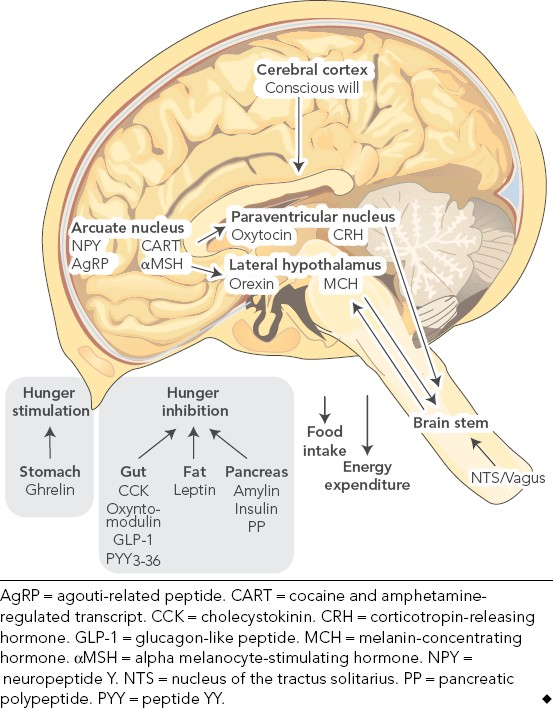 Cerebral cortex
Conscious will
Arcuate nucleus
NPY CART
AgRP αMSH
Paraventricular nucleus
Oxytocin CRH
Lateral hypothalamus
Orexin MCH
Hunger
stimulation
Stomach
Ghrelin
Hunger
inhibition
Gut
CCK
Oxynto-
modulin
GLP-1
PYY3-36
Fat
Leptin
Pancreas
Amylin
Insulin
PP
Food
intake
Energy
expenditure
Brain stem
NTS/Vagus
AgRP = agouti-related peptide. CART = cocaine and amphetamine-
regulated transcript. CCK = cholecystokinin. CRH = corticotropin-releasing
hormone. GLP-1 = glucagon-like peptide. MCH = melanin-concentrating
hormone. αMSH = alpha melanocyte-stimulating hormone. NPY =
neuropeptide Y. NTS = nucleus of the tractus solitarius. PP = pancreatic
polypeptide. PYY = peptide YY.